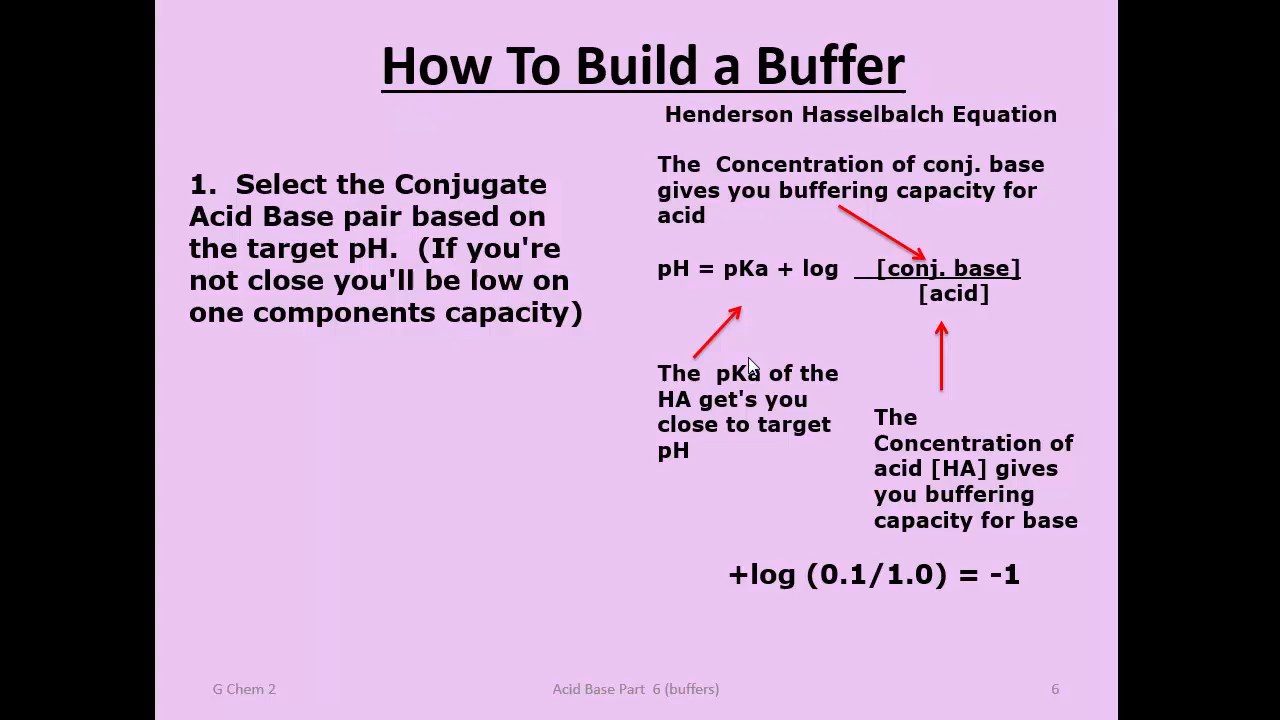 How To Build a Buffer
Henderson Hasselbalch Equation
1. Select the Conjugate
Acid Base pair based on
the target pH. (If you're
not close you'll be low on
one components capacity)
The Concentration of conj. base
gives you buffering capacity for
acid
pH = pKa + log [conj. base]
[acid]
The pKa of the
HA get's you
close to target
pH
The
Concentration of
acid [HA] gives
you buffering
capacity for base
+log (0.1/1.0) = -1
G Chem 2
Acid Base Part 6 (buffers)
6